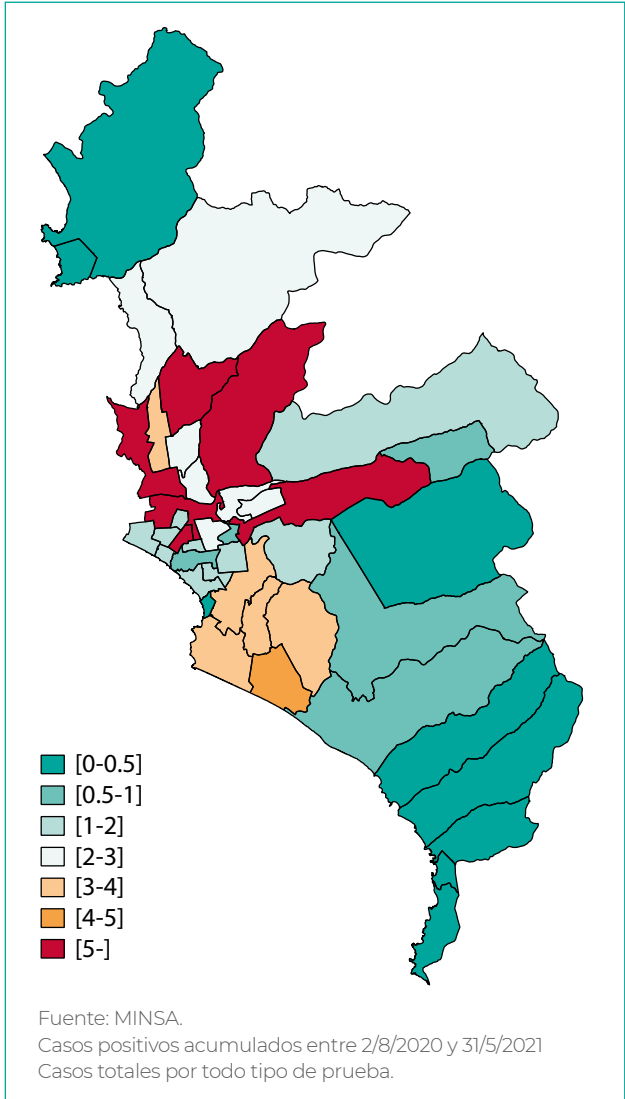 [0-0.5]
[0.5-1]
[1-2]
[2-3]
[3-4]
[4-5]
[5-]
Fuente: MINSA.
Casos positivos acumulados entre 2/8/2020 y 31/5/2021
Casos totales por todo tipo de prueba.